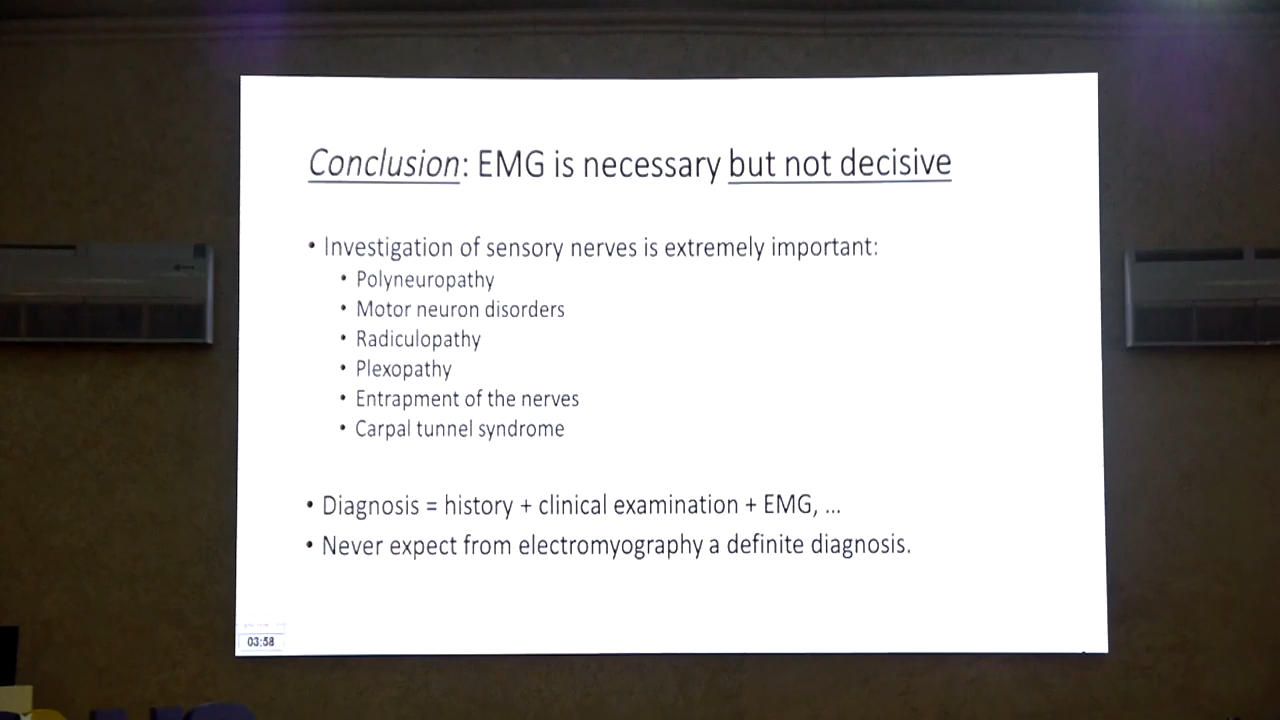 Conclusion: EMG is necessary but not decisive
• Investigation of sensory nerves is extremely important:
• Polyneuropathy
• Motor neuron disorders
• Radiculopathy
• Plexopathy
• Entrapment of the nerves
• Carpal tunnel syndrome
• Diagnosis = history + clinical examination + EMG, ...
• Never expect from electromyography a definite diagnosis.
03:58